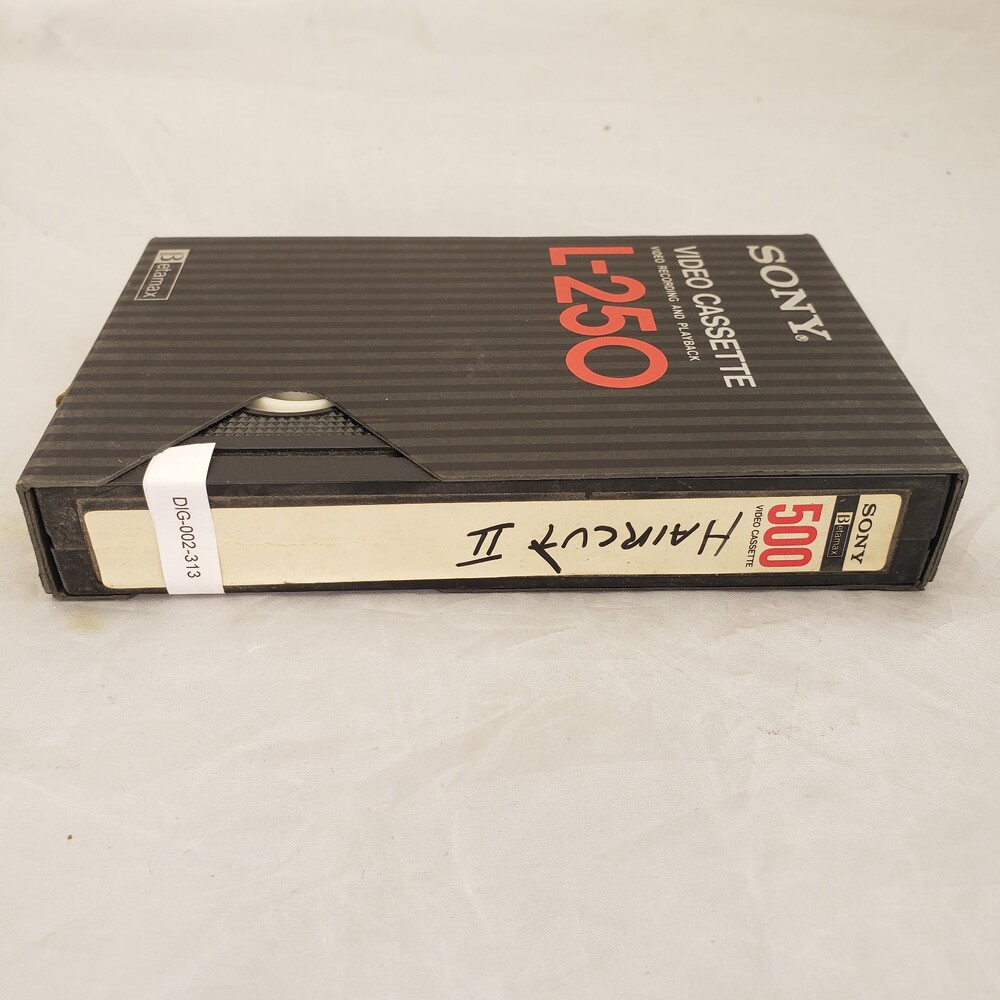 SONY®
VIDEO CASSETTE
VIDEO RECORDING AND PLAYBACK
L-250
Betamax
SONY
Betamax
500
VIDEO CASSETTE
HAIRCUT II
DIG-002-313